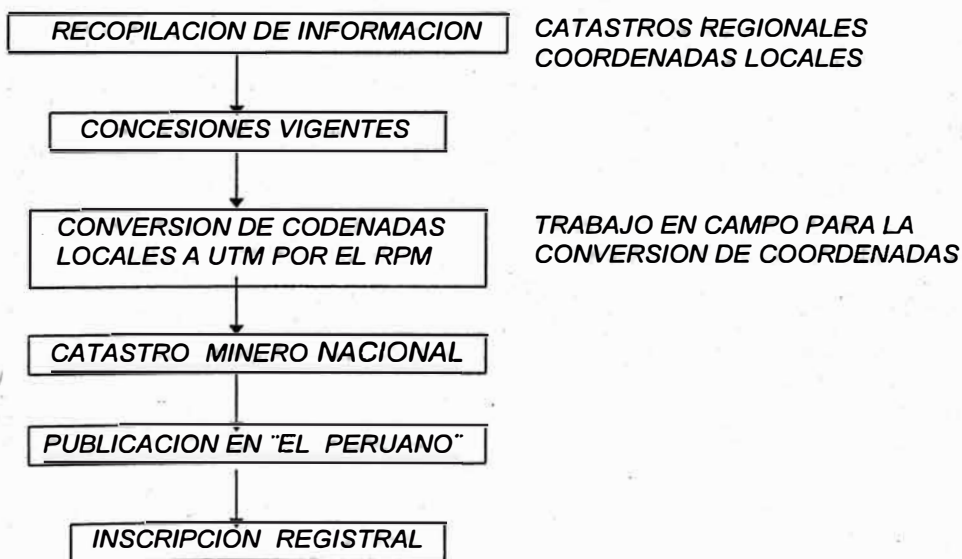 RECOPILACION DE INFORMACION
CATASTROS REGIONALES
COORDENADAS LOCALES
CONCESIONES VIGENTES
CONVERSION DE CODENADAS
LOCALES A UTM POR EL RPM
TRABAJO EN CAMPO PARA LA
CONVERSION DE COORDENADAS
CATASTRO MINERO NACIONAL
PUBLICACION EN ¨EL PERUANO¨
INSCRIPCIÓN REGISTRAL